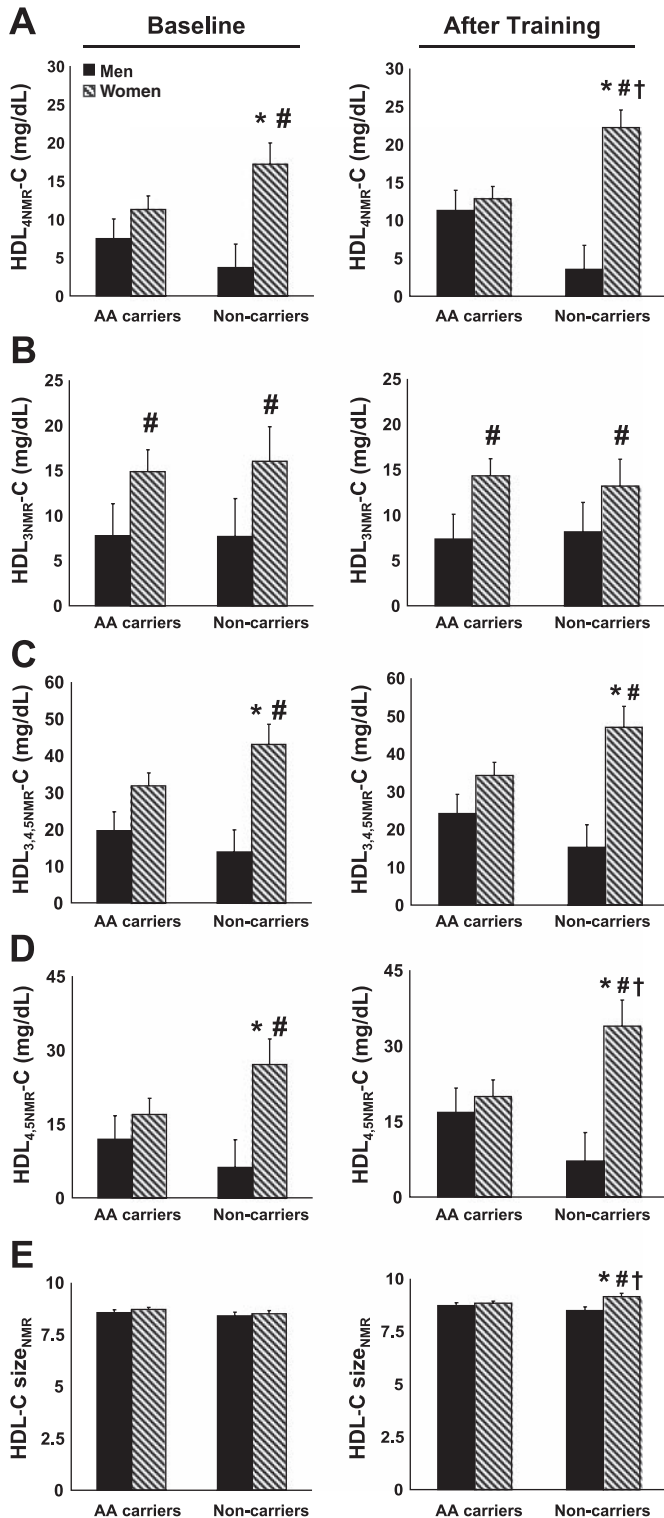 A
Baseline
After Training
HDL4NMR-C (mg/dL)
30
25
20
15
10
5
0
Men
Women
* #
AA carriers
Non-carriers
HDL4NMR-C (mg/dL)
30
25
20
15
10
5
0
* # †
AA carriers
Non-carriers
B
HDL3NMR-C (mg/dL)
25
20
15
10
5
0
#
#
AA carriers
Non-carriers
HDL3NMR-C (mg/dL)
25
20
15
10
5
0
#
#
AA carriers
Non-carriers
C
HDL3,4,5NMR-C (mg/dL)
60
50
40
30
20
10
0
* #
AA carriers
Non-carriers
HDL3,4,5NMR-C (mg/dL)
60
50
40
30
20
10
0
* #
AA carriers
Non-carriers
D
HDL4,5NMR-C (mg/dL)
45
30
15
0
* #
AA carriers
Non-carriers
HDL4,5NMR-C (mg/dL)
45
30
15
0
* # †
AA carriers
Non-carriers
E
HDL-C sizeNMR
10
7.5
5
2.5
0
AA carriers
Non-carriers
HDL-C sizeNMR
10
7.5
5
2.5
0
* # †
AA carriers
Non-carriers